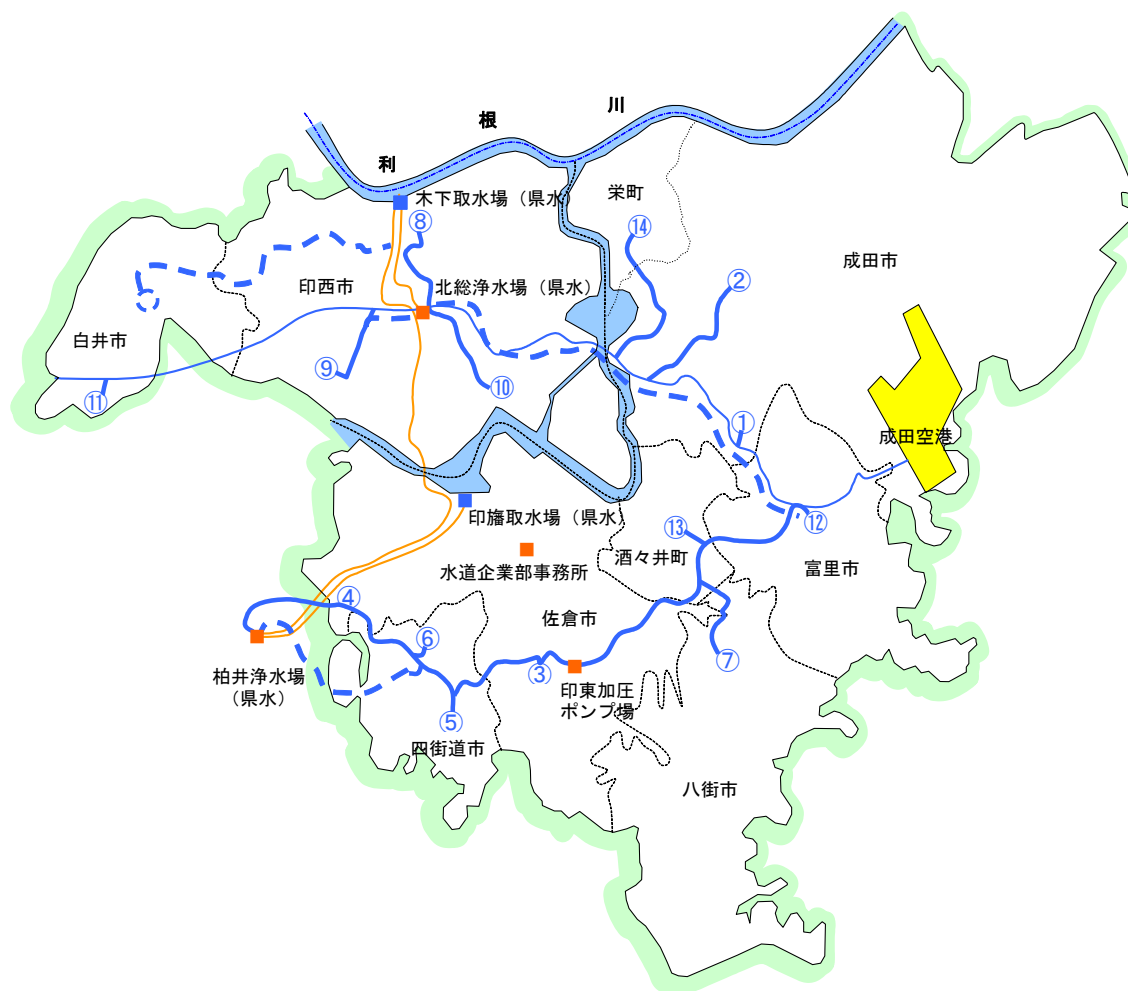 利 根 川
木下取水場（県水）
栄町
⑧
⑭
成田市
②
印西市
北総浄水場（県水）
白井市
⑨
⑩
⑪
①
成田空港
印旛取水場（県水）
⑬
⑫
酒々井町
富里市
水道企業部事務所
④
佐倉市
⑥
③
⑦
柏井浄水場
（県水）
印東加圧
ポンプ場
⑤
四街道市
八街市